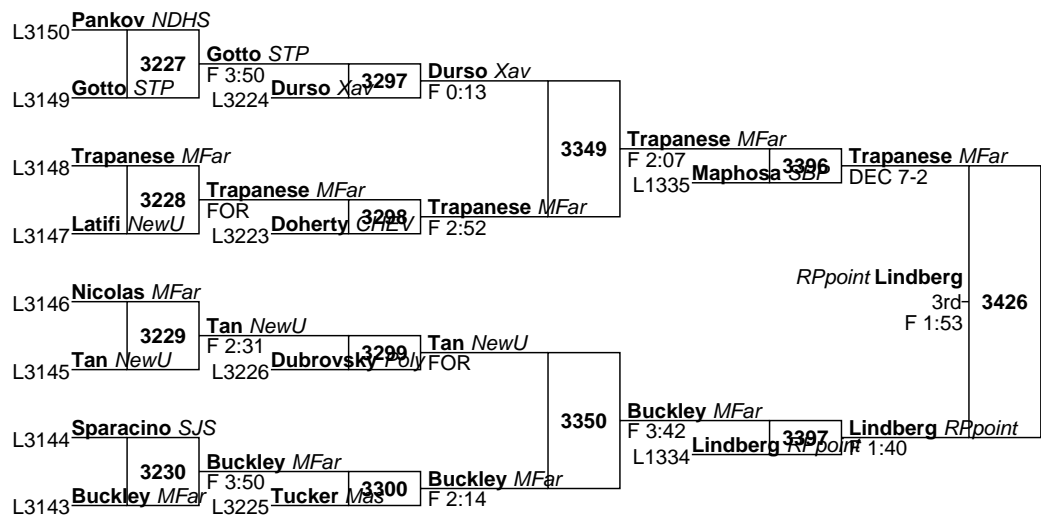 L3150 Pankov NDHS
3227
L3149 Gotto STP
Gotto STP
F 3:50
L3224 Durso Xav
3297
Durso Xav
F 0:13
L3148 Trapanese MFar
3228
L3147 Latifi NewU
Trapanese MFar
FOR
L3223 Doherty CHEV
3298
Trapanese MFar
F 2:52
3349
Trapanese MFar
F 2:07
L1335 Maphosa SBP
3396
Trapanese MFar
DEC 7-2
L3146 Nicolas MFar
3229
L3145 Tan NewU
Tan NewU
F 2:31
L3226 Dubrovsky Poly
3299
Tan NewU
FOR
L3144 Sparacino SJS
3230
L3143 Buckley MFar
Buckley MFar
F 3:50
L3225 Tucker Mas
3300
Buckley MFar
F 2:14
3350
Buckley MFar
F 3:42
L1334 Lindberg RPpoint
3397
Lindberg RPpoint
F 1:40
RPpoint Lindberg
3rd
F 1:53
3426